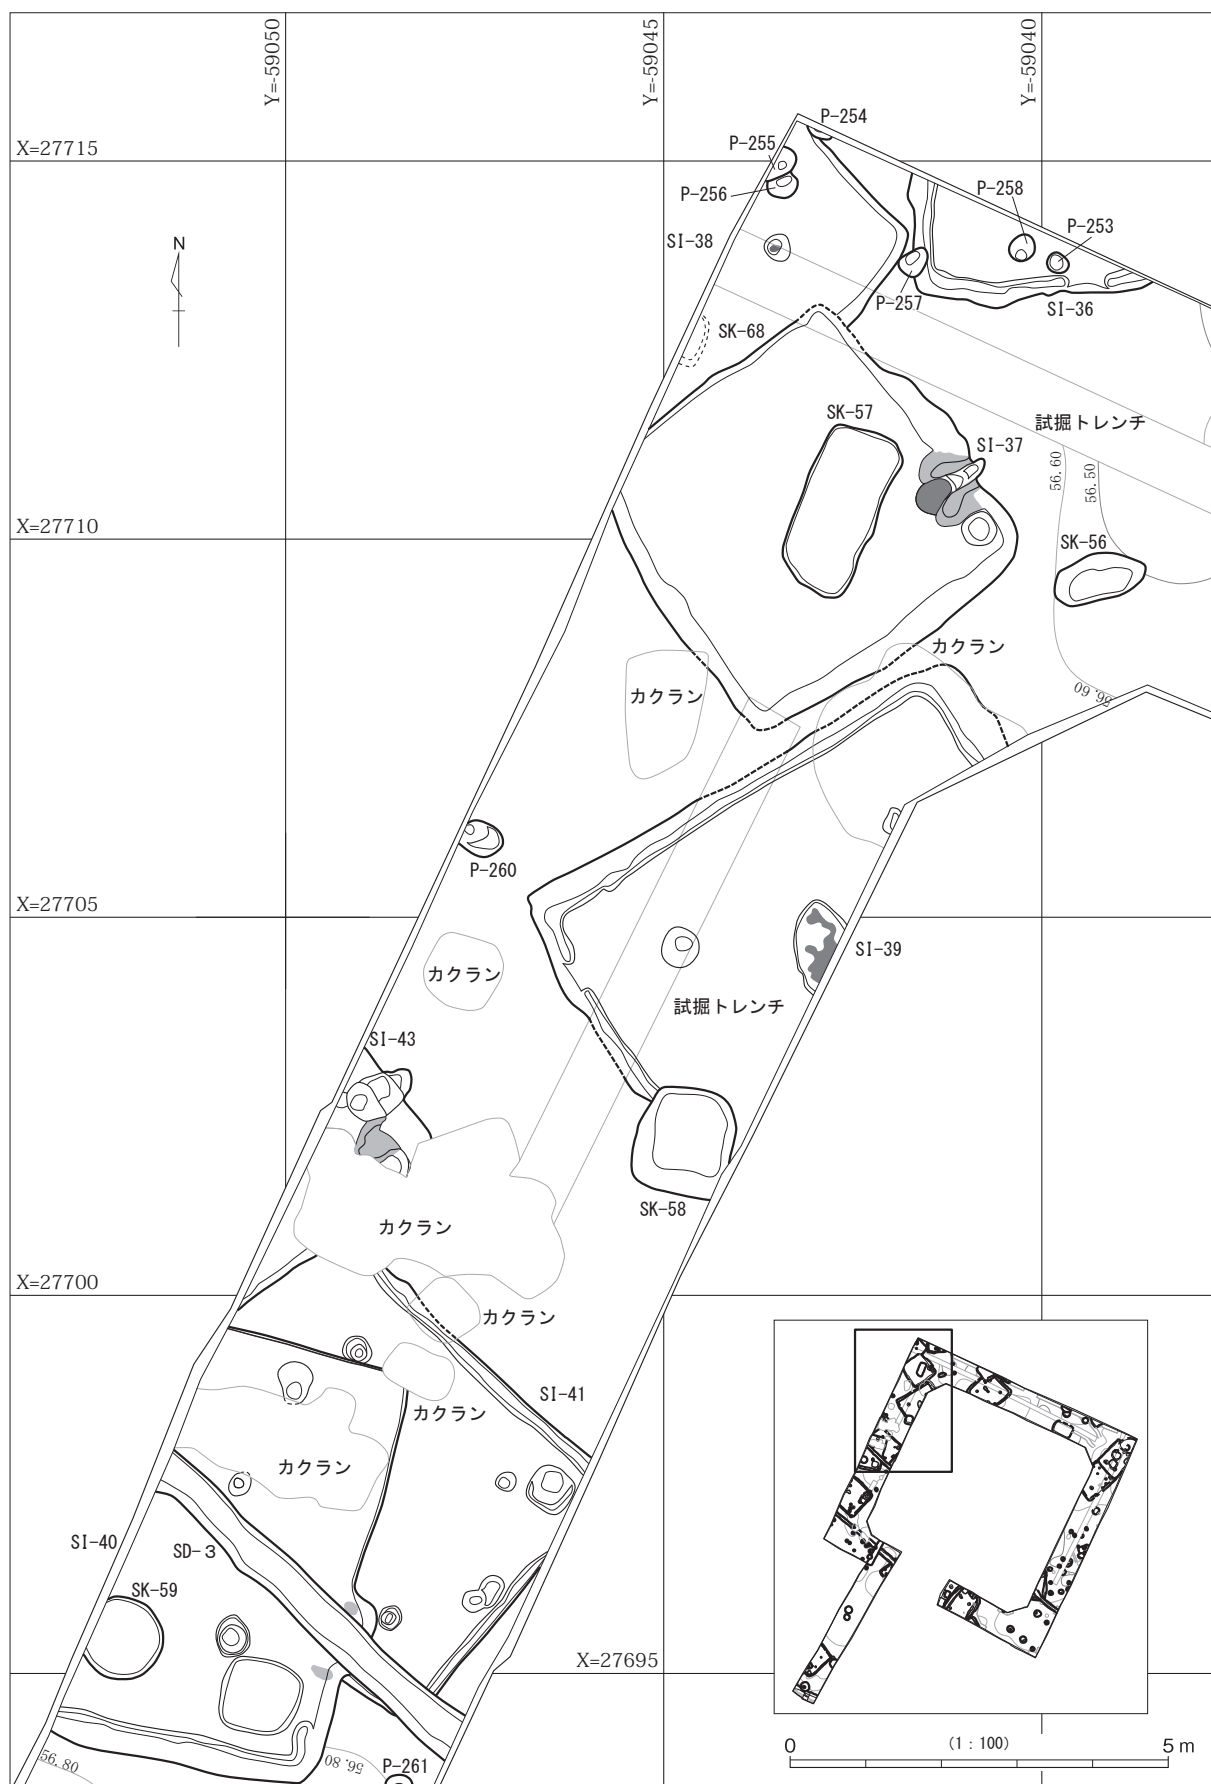 Y=-59050
Y=-59045
Y=-59040
P-254
X=27715
P-255
P-256
P-258
P-253
SI-38
N
P-257
SI-36
SK-68
SK-57
試掘トレンチ
SI-37
56.60
56.50
X=27710
SK-56
カクラン
カクラン
56.60
P-260
X=27705
カクラン
SI-39
試掘トレンチ
SI-43
SK-58
カクラン
X=27700
カクラン
SI-41
カクラン
カクラン
SI-40
SD-3
SK-59
X=27695
56.80
56.80
P-261
0 (1:100) 5m